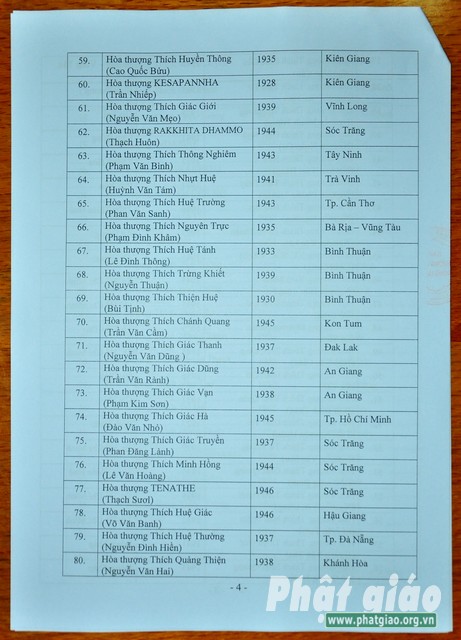 59. Hòa thượng Thích Huyền Thông 1935 Kiên Giang
(Cao Quốc Bửu)
60. Hòa thượng KESAPANNHA 1928 Kiên Giang
(Trần Nhiếp)
61. Hòa thượng Thích Giác Giới 1939 Vĩnh Long
(Nguyễn Văn Mẹo)
62. Hòa thượng RAKKHITA DHAMMO 1944 Sóc Trăng
(Thạch Huôn)
63. Hòa thượng Thích Thông Nghiêm 1943 Tây Ninh
(Phạm Văn Bình)
64. Hòa thượng Thích Nhựt Huệ 1941 Trà Vinh
(Huỳnh Văn Tám)
65. Hòa thượng Thích Huệ Trường 1943 Tp. Cần Thơ
(Phan Văn Sanh)
66. Hòa thượng Thích Nguyên Trực 1935 Bà Rịa – Vũng Tàu
(Phạm Đình Khâm)
67. Hòa thượng Thích Huệ Tánh 1933 Bình Thuận
(Lê Đình Thông)
68. Hòa thượng Thích Trừng Khiết 1939 Bình Thuận
(Nguyễn Thuận)
69. Hòa thượng Thích Thiện Huệ 1930 Bình Thuận
(Bùi Tịnh)
70. Hòa thượng Thích Chánh Quang 1945 Kon Tum
(Trần Văn Cầm)
71. Hòa thượng Thích Giác Thanh 1937 Đak Lak
(Nguyễn Văn Dũng )
72. Hòa thượng Thích Giác Dũng 1942 An Giang
(Trần Văn Rành)
73. Hòa thượng Thích Giác Vạn 1938 An Giang
(Phạm Kim Sơn)
74. Hòa thượng Thích Giác Hà 1945 Tp. Hồ Chí Minh
(Đào Văn Nhỏ)
75. Hòa thượng Thích Giác Truyền 1937 Sóc Trăng
(Phan Đăng Lánh)
76. Hòa thượng Thích Minh Hồng 1944 Sóc Trăng
(Lê Văn Hoàng)
77. Hòa thượng TENATHE 1946 Sóc Trăng
(Thạch Sươl)
78. Hòa thượng Thích Huệ Giác 1946 Hậu Giang
(Võ Văn Banh)
79. Hòa thượng Thích Huệ Thường 1937 Tp. Đà Nẵng
(Nguyễn Đình Hiền)
80. Hòa thượng Thích Quảng Thiện 1938 Khánh Hòa
(Nguyễn Văn Hai)
- 4 -
Phật giáo
www.phatgiao.org.vn